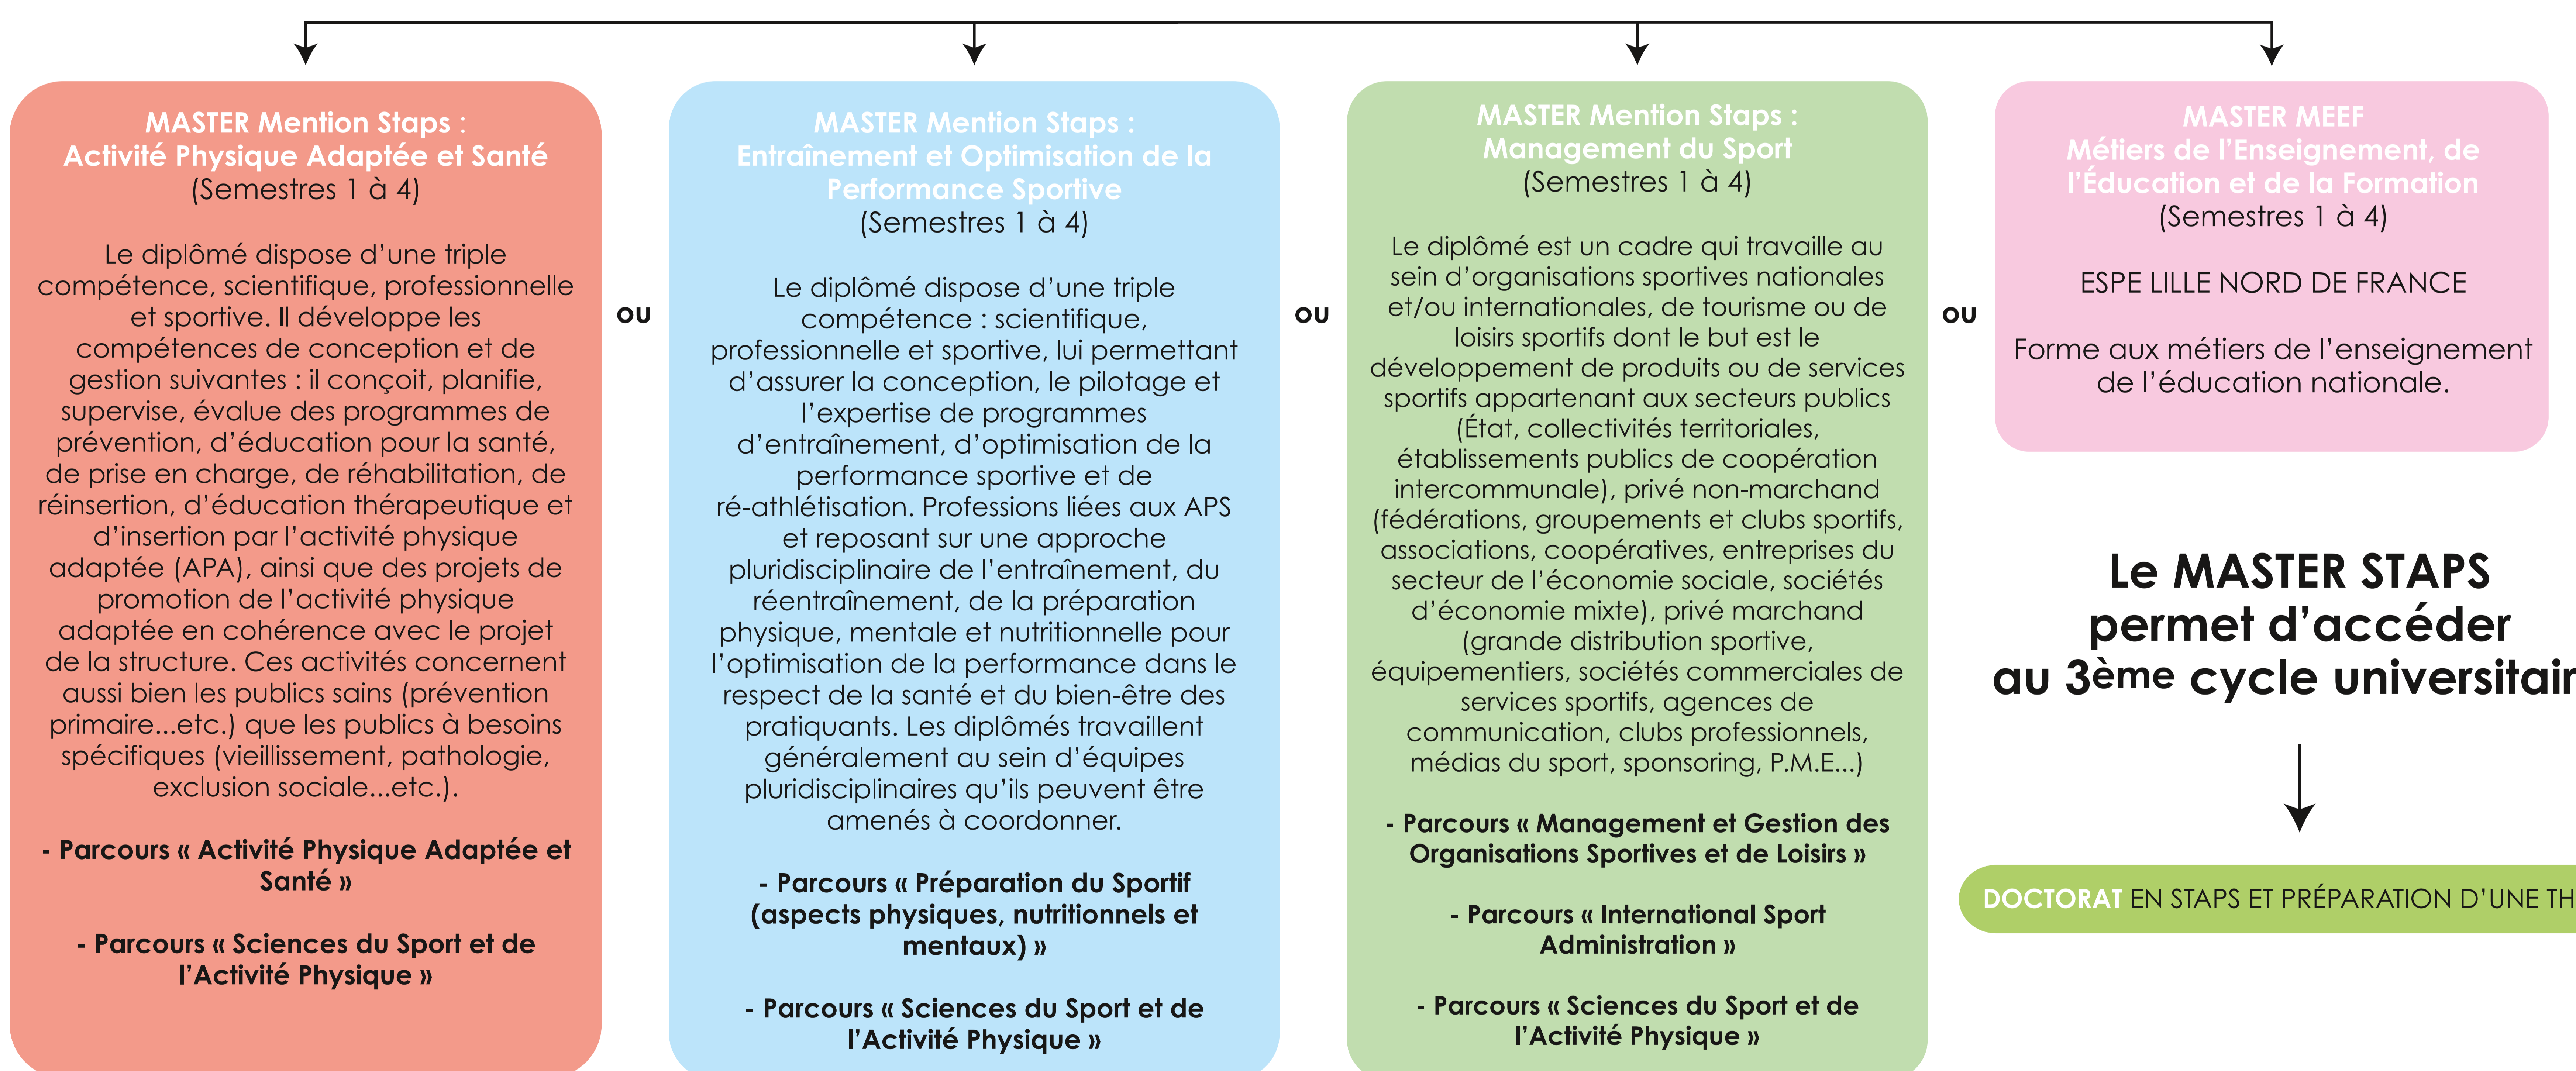 MASTER Mention Staps :
Activité Physique Adaptée et Santé
(Semestres 1 à 4)
Le diplômé dispose d’une triple
compétence, scientifique, professionnelle
et sportive. Il développe les
compétences de conception et de
gestion suivantes : il conçoit, planifie,
supervise, évalue des programmes de
prévention, d’éducation pour la santé,
de prise en charge, de réhabilitation, de
réinsertion, d’éducation thérapeutique et
d’insertion par l’activité physique
adaptée (APA), ainsi que des projets de
promotion de l’activité physique
adaptée en cohérence avec le projet
de la structure. Ces activités concernent
aussi bien les publics sains (prévention
primaire...etc.) que les publics à besoins
spécifiques (vieillissement, pathologie,
exclusion sociale...etc.).
- Parcours « Activité Physique Adaptée et
Santé »
- Parcours « Sciences du Sport et de
l’Activité Physique »
ou
MASTER Mention Staps :
Entraînement et Optimisation de la
Performance Sportive
(Semestres 1 à 4)
Le diplômé dispose d’une triple
compétence : scientifique,
professionnelle et sportive, lui permettant
d’assurer la conception, le pilotage et
l’expertise de programmes
d’entraînement, d’optimisation de la
performance sportive et de
ré-athlétisation. Professions liées aux APS
et reposant sur une approche
pluridisciplinaire de l’entraînement, du
réentraînement, de la préparation
physique, mentale et nutritionnelle pour
l’optimisation de la performance dans le
respect de la santé et du bien-être des
pratiquants. Les diplômés travaillent
généralement au sein d’équipes
pluridisciplinaires qu’ils peuvent être
amenés à coordonner.
- Parcours « Préparation du Sportif
(aspects physiques, nutritionnels et
mentaux) »
- Parcours « Sciences du Sport et de
l’Activité Physique »
ou
MASTER Mention Staps :
Management du Sport
(Semestres 1 à 4)
Le diplômé est un cadre qui travaille au
sein d’organisations sportives nationales
et/ou internationales, de tourisme ou de
loisirs sportifs dont le but est le
développement de produits ou de services
sportifs appartenant aux secteurs publics
(État, collectivités territoriales,
établissements publics de coopération
intercommunale), privé non-marchand
(fédérations, groupements et clubs sportifs,
associations, coopératives, entreprises du
secteur de l’économie sociale, sociétés
d’économie mixte), privé marchand
(grande distribution sportive,
équipementiers, sociétés commerciales de
services sportifs, agences de
communication, clubs professionnels,
médias du sport, sponsoring, P.M.E...)
- Parcours « Management et Gestion des
Organisations Sportives et de Loisirs »
- Parcours « International Sport
Administration »
- Parcours « Sciences du Sport et de
l’Activité Physique »
ou
MASTER MEEF
Métiers de l’Enseignement, de
l’Éducation et de la Formation
(Semestres 1 à 4)
ESPE LILLE NORD DE FRANCE
Forme aux métiers de l’enseignement
de l’éducation nationale.
Le MASTER STAPS
permet d’accéder
au 3ème cycle
DOCTORAT EN STAPS ET PRÉPARATION D’UNE